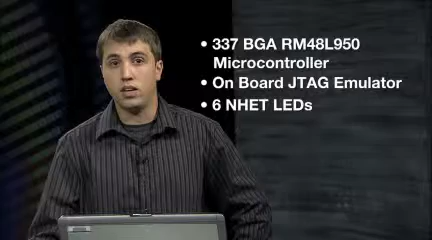 • 337 BGA RM48L950
Microcontroller
• On Board JTAG Emulator
• 6 NHET LEDs